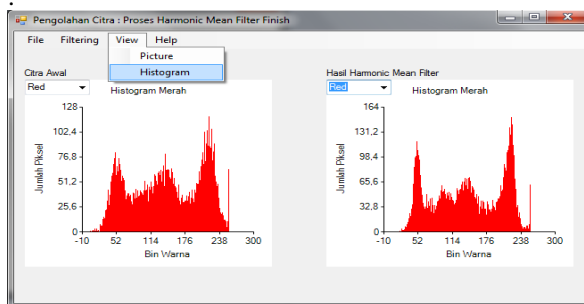 Pengolahan Citra : Proses Harmonic Mean Filter Finish
File Filtering View Help
Picture
Histogram
Citra Awal
Red
Histogram Merah
Jumlah Piksel
128
102,4
76,8
51,2
25,6
0
-10 52 114 176 238 300
Bin Warna
Hasil Harmonic Mean Filter
Red
Histogram Merah
Jumlah Piksel
164
131,2
98,4
65,6
32,8
0
-10 52 114 176 238 300
Bin Warna